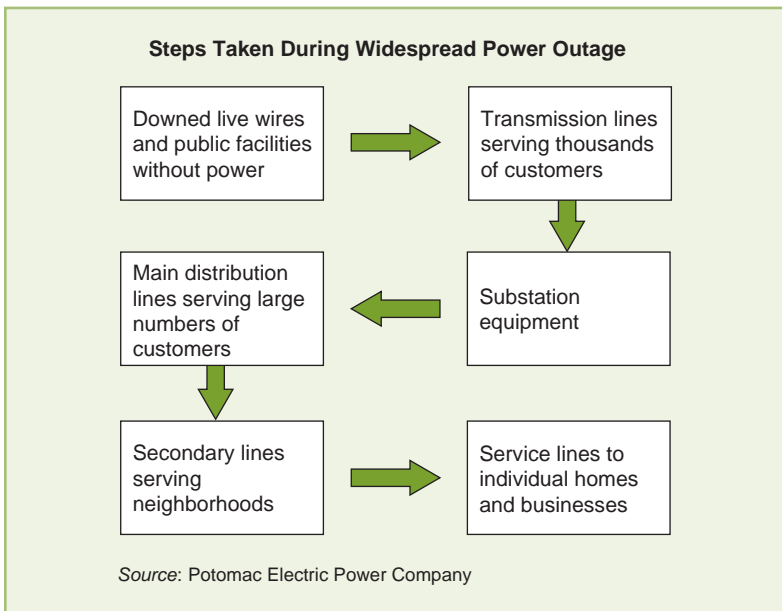 Steps Taken During Widespread Power Outage
Downed live wires
and public facilities
without power
Transmission lines
serving thousands
of customers
Substation
equipment
Main distribution
lines serving large
numbers of
customers
Secondary lines
serving
neighborhoods
Service lines to
individual homes
and businesses
Source: Potomac Electric Power Company